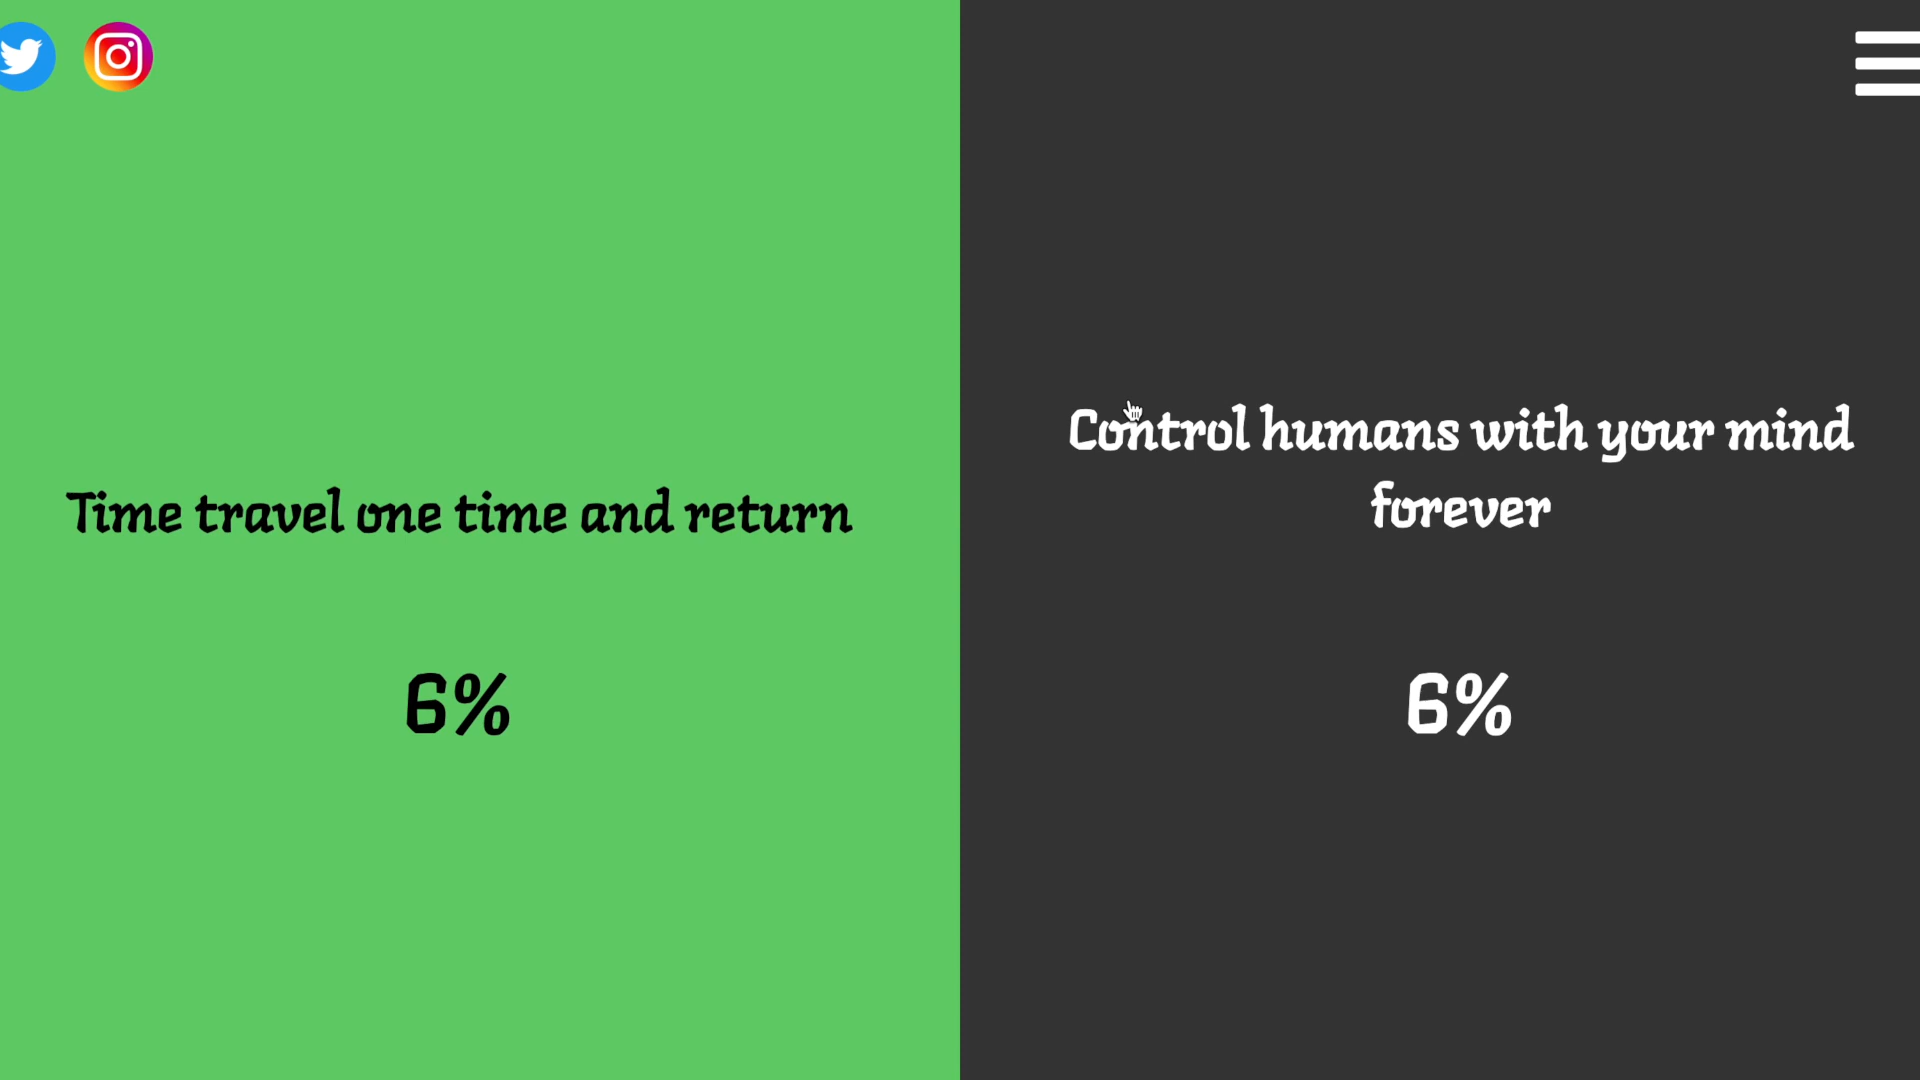 Time travel one time and return
6%
Control humans with your mind
forever
6%